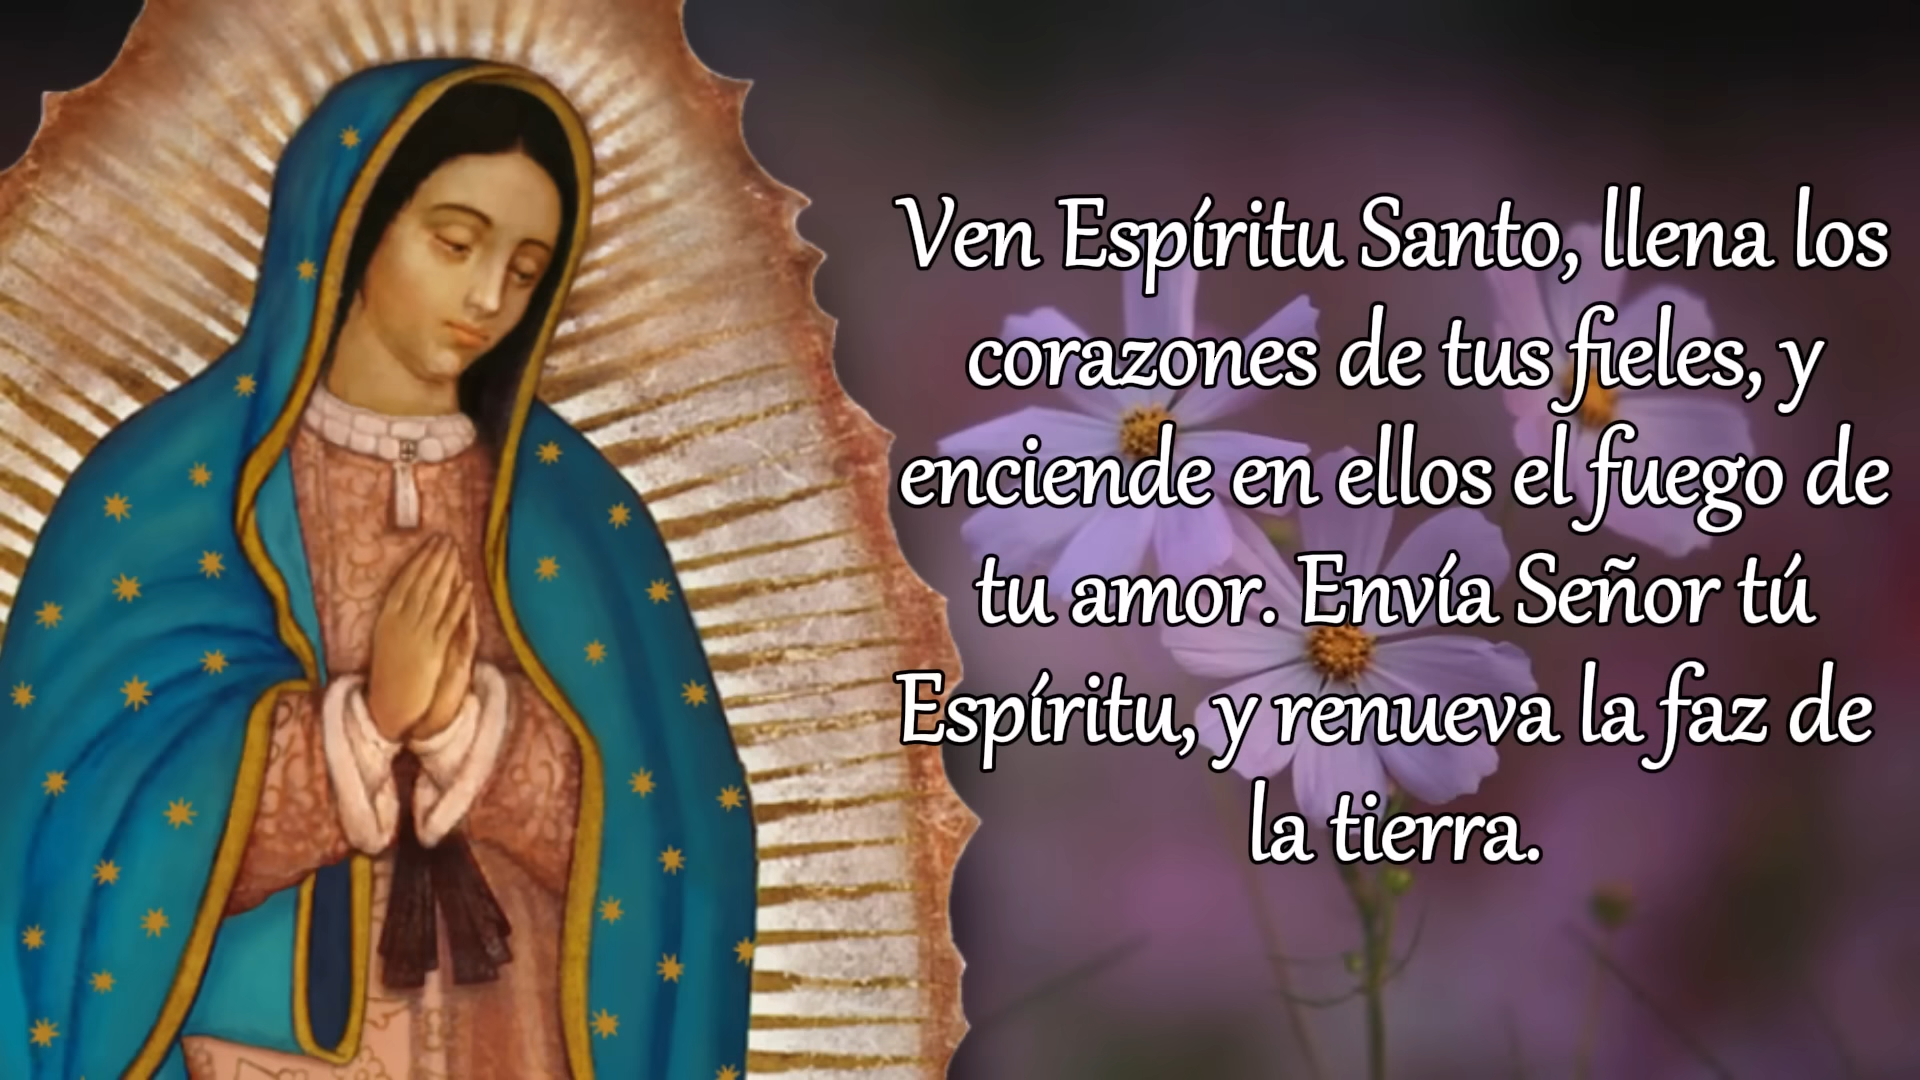 Ven Espíritu Santo, llena los
corazones de tus fieles, y
enciende en ellos el fuego de
tu amor. Envía Señor tú
Espíritu, y renueva la faz de
la tierra.